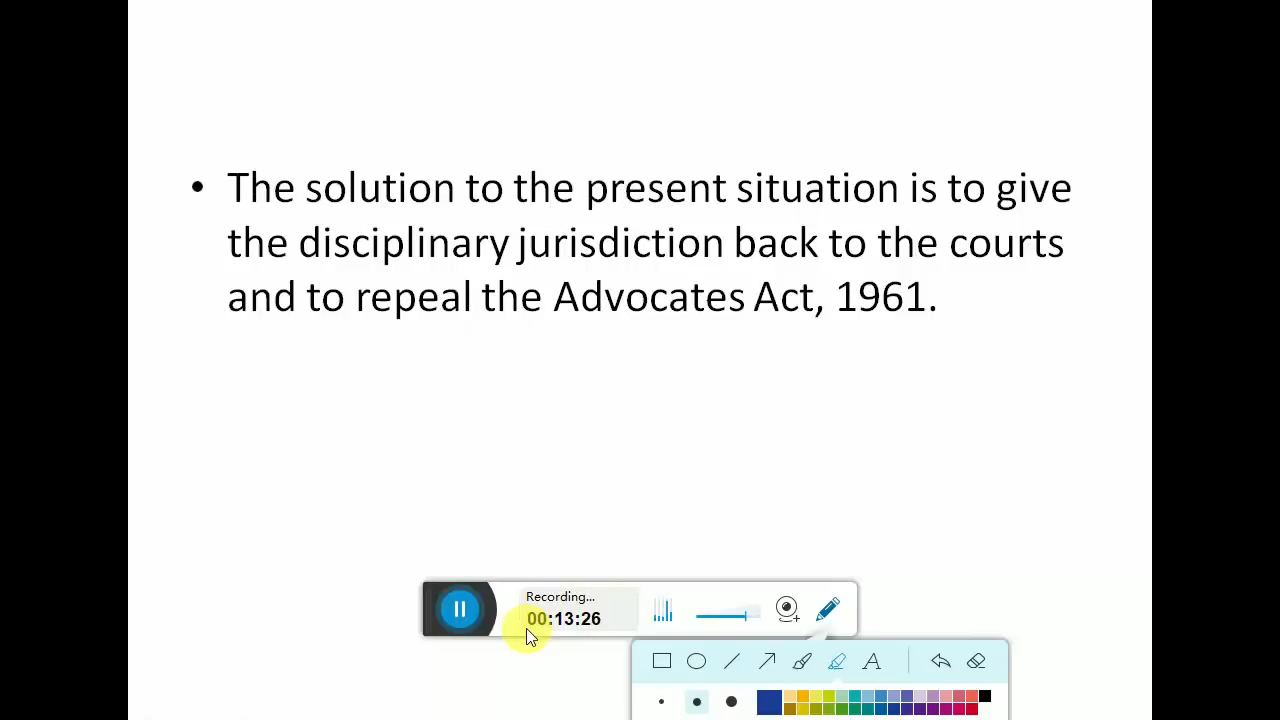 • The solution to the present situation is to give
the disciplinary jurisdiction back to the courts
and to repeal the Advocates Act, 1961.
Recording...
00:13:26
A